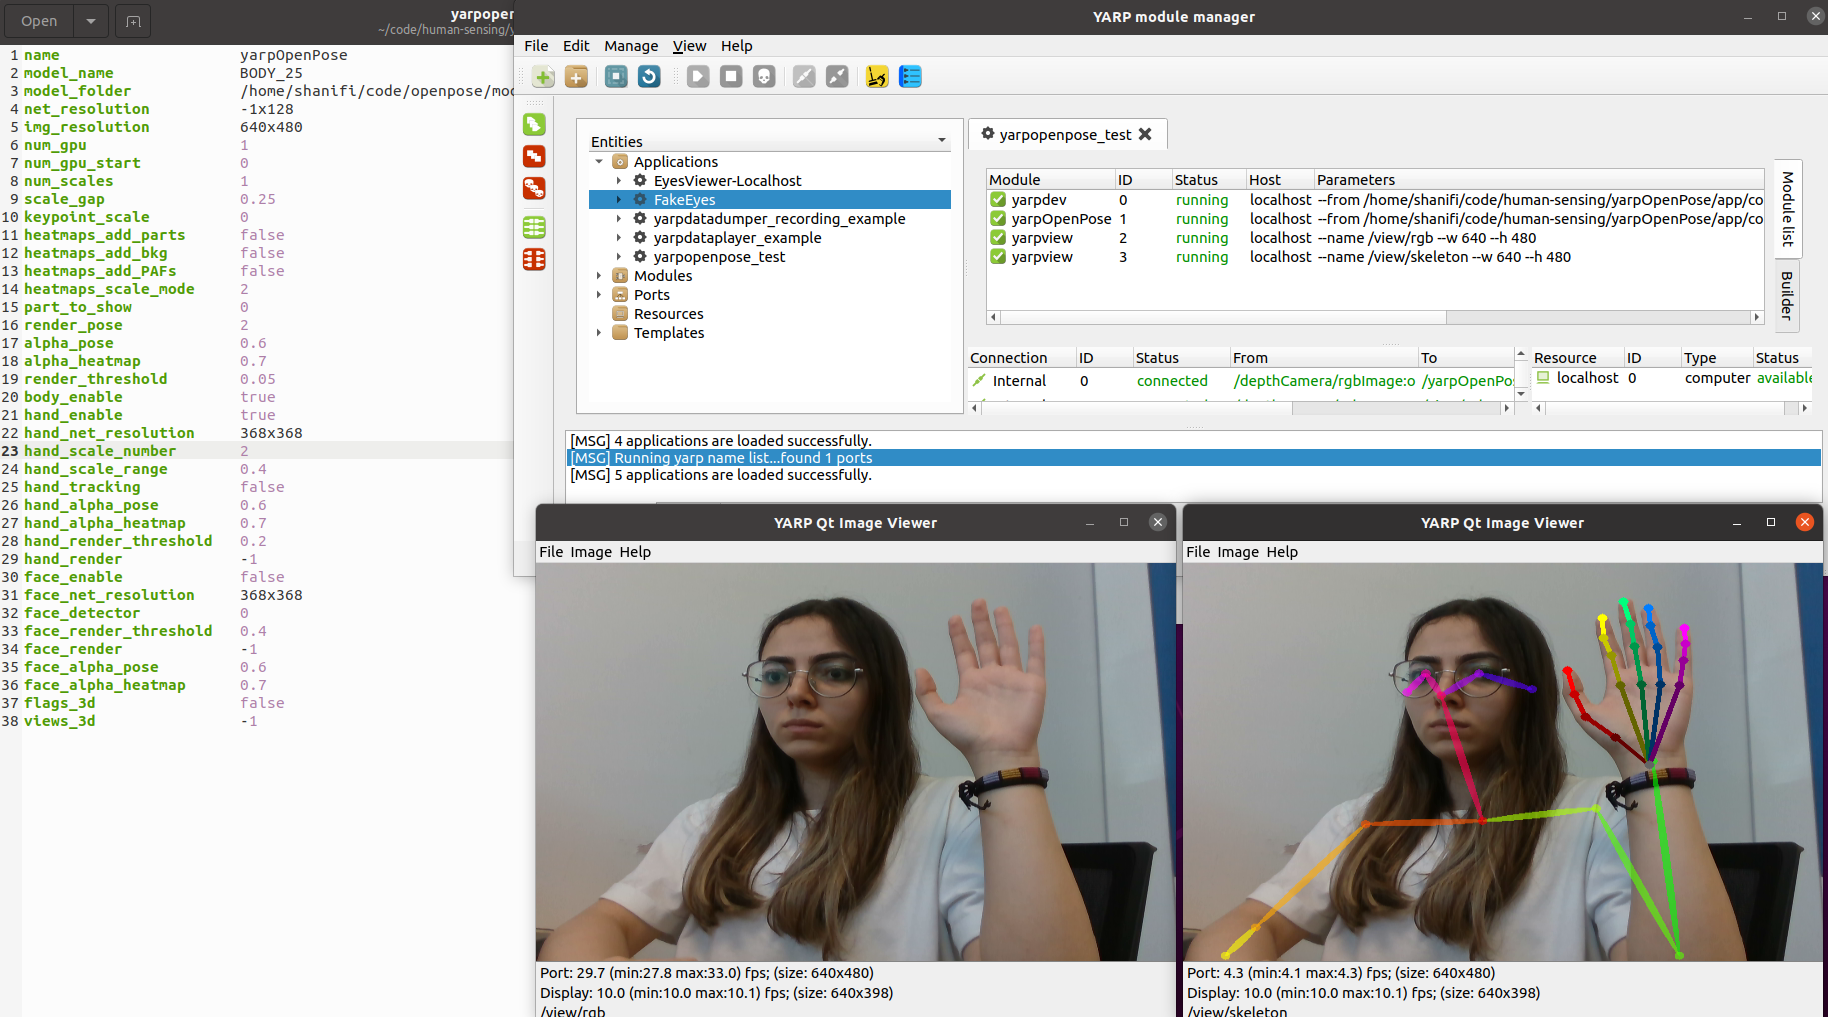 Open
yarpoper
~/code/human-sensing/y
1 name yarpOpenPose
2 model_name BODY_25
3 model_folder /home/shanifi/code/openpose/mod
4 net_resolution -1x128
5 img_resolution 640x480
6 num_gpu 1
7 num_gpu_start 0
8 num_scales 1
9 scale_gap 0.25
10 keypoint_scale 0
11 heatmaps_add_parts false
12 heatmaps_add_bkg false
13 heatmaps_add_PAFs false
14 heatmaps_scale_mode 2
15 part_to_show 0
16 render_pose 2
17 alpha_pose 0.6
18 alpha_heatmap 0.7
19 render_threshold 0.05
20 body_enable true
21 hand_enable true
22 hand_net_resolution 368x368
23 hand_scale_number 2
24 hand_scale_range 0.4
25 hand_tracking false
26 hand_alpha_pose 0.6
27 hand_alpha_heatmap 0.7
28 hand_render_threshold 0.2
29 hand_render -1
30 face_enable false
31 face_net_resolution 368x368
32 face_detector 0
33 face_render_threshold 0.4
34 face_render -1
35 face_alpha_pose 0.6
36 face_alpha_heatmap 0.7
37 flags_3d false
38 views_3d -1
YARP module manager
File Edit Manage View Help
Entities
Applications
EyesViewer-Localhost
FakeEyes
yarpdatadumper_recording_example
yarpdataplayer_example
yarpopenpose_test
Modules
Ports
Resources
Templates
yarpopenpose_test
Module ID Status Host Parameters
yarpdev 0 running localhost --from /home/shanifi/code/human-sensing/yarpOpenPose/app/co
yarpOpenPose 1 running localhost --from /home/shanifi/code/human-sensing/yarpOpenPose/app/co
yarpview 2 running localhost --name /view/rgb --w 640 --h 480
yarpview 3 running localhost --name /view/skeleton --w 640 --h 480
Module list
Builder
Connection ID Status From To
Internal 0 connected /depthCamera/rgbImage:o /yarpOpenPo
Resource ID Type Status
localhost 0 computer available
[MSG] 4 applications are loaded successfully.
[MSG] Running yarp name list...found 1 ports
[MSG] 5 applications are loaded successfully.
YARP Qt Image Viewer
File Image Help
Port: 29.7 (min:27.8 max:33.0) fps; (size: 640x480)
Display: 10.0 (min:10.0 max:10.1) fps; (size: 640x398)
/view/rgb
YARP Qt Image Viewer
File Image Help
Port: 4.3 (min:4.1 max:4.3) fps; (size: 640x480)
Display: 10.0 (min:10.0 max:10.1) fps; (size: 640x398)
/view/skeleton